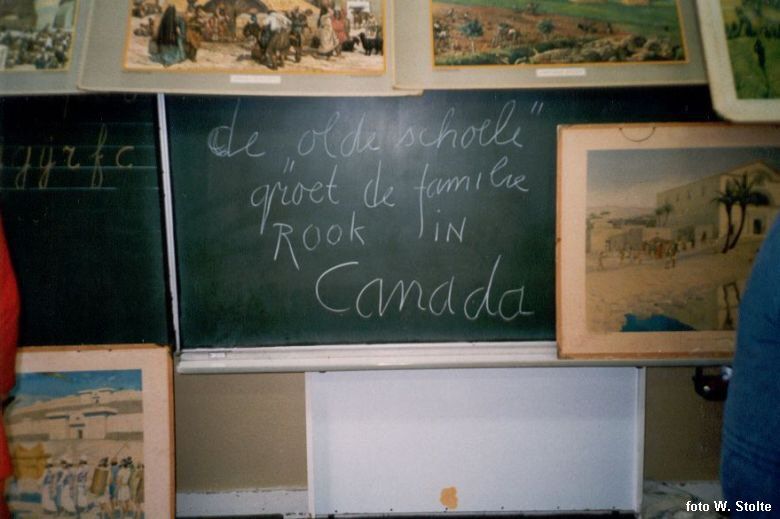 de "olde schoele"
groet de familie
ROOK IN
Canada
foto W. Stolte